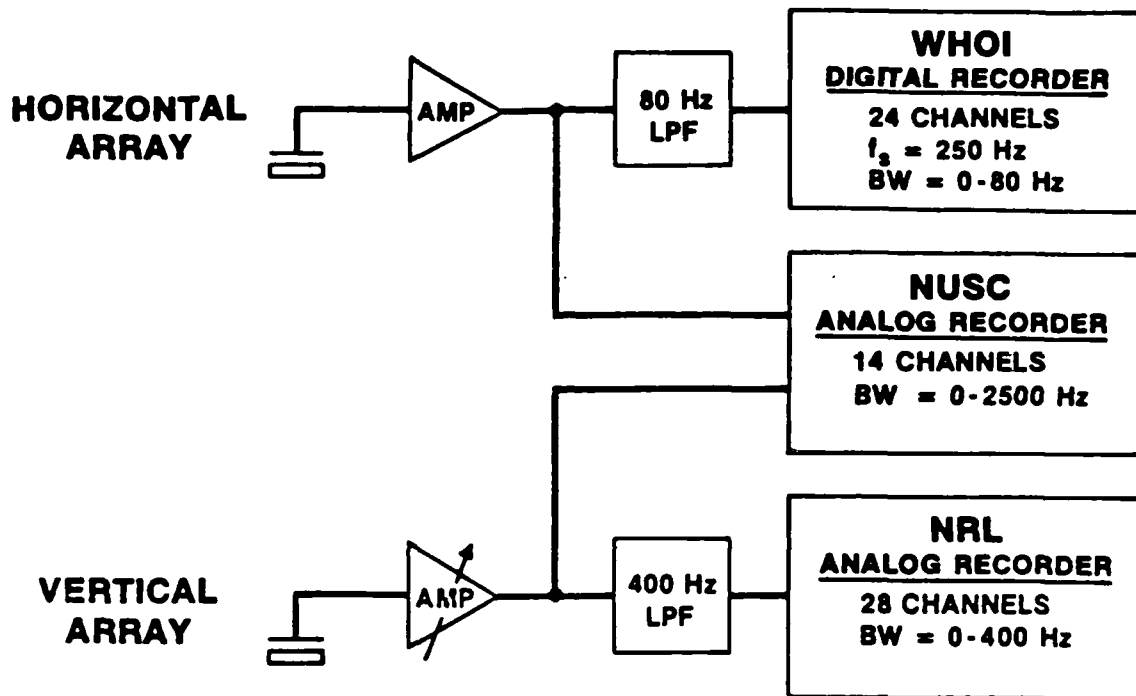 HORIZONTAL
ARRAY
AMP
80 Hz
LPF
WHOI
DIGITAL RECORDER
24 CHANNELS
fs = 250 Hz
BW = 0-80 Hz
NUSC
ANALOG RECORDER
14 CHANNELS
BW = 0-2500 Hz
VERTICAL
ARRAY
AMP
400 Hz
LPF
NRL
ANALOG RECORDER
28 CHANNELS
BW = 0-400 Hz